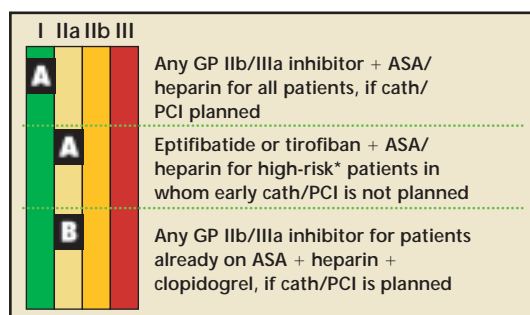 I IIa IIb III
A
Any GP IIb/IIIa inhibitor + ASA/
heparin for all patients, if cath/
PCI planned
A
Eptifibatide or tirofiban + ASA/
heparin for high-risk* patients in
whom early cath/PCI is not planned
B
Any GP IIb/IIIa inhibitor for patients
already on ASA + heparin +
clopidogrel, if cath/PCI is planned